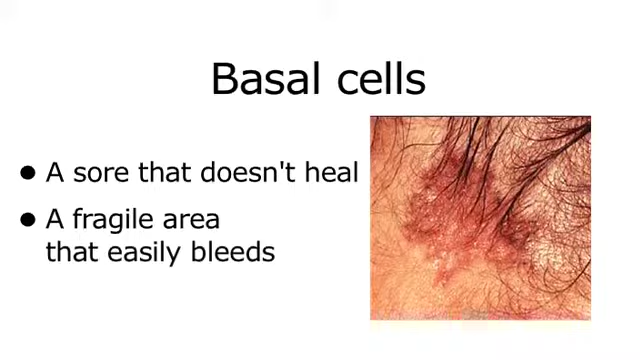 Basal cells
● A sore that doesn't heal
● A fragile area
that easily bleeds